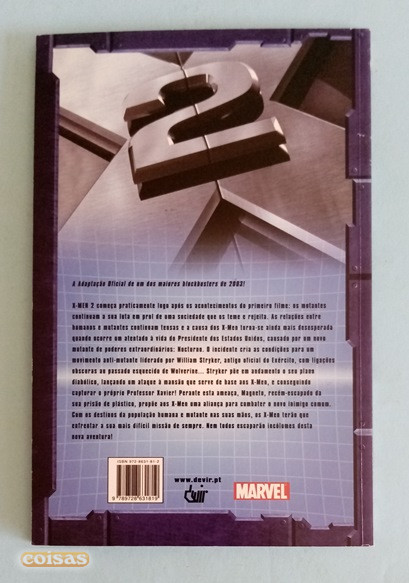 2
A Adaptação Oficial de um dos maiores blockbusters de 2003!
X-MEN 2 começa praticamente logo após os acontecimentos do primeiro filme: os mutantes
continuam a sua luta em prol de uma sociedade que os teme e rejeita. As relações entre
humanos e mutantes continuam tensas e a causa dos X-Men torna-se ainda mais desesperada
quando ocorre um atentado à vida do Presidente dos Estados Unidos, causado por um novo
mutante de poderes extraordinários: Nocturno. O incidente cria as condições para um
movimento anti-mutante liderado por William Stryker, antigo oficial do Exército, com ligações
obscuras ao passado esquecido de Wolverine... Stryker põe em andamento o seu plano
diabólico, lançando um ataque à mansão que serve de base aos X-Men, e conseguindo
capturar o próprio Professor Xavier! Perante esta ameaça, Magneto, recém-escapado da
sua prisão de plástico, propõe aos X-Men uma aliança para combater o novo inimigo comum.
Com os destinos da população humana e mutante nas suas mãos, os X-Men terão que
enfrentar a sua mais difícil missão de sempre. Nem todos escaparão incólumes desta
nova aventura!
www.devir.pt
devir
MARVEL
9 789728 631819
coisas